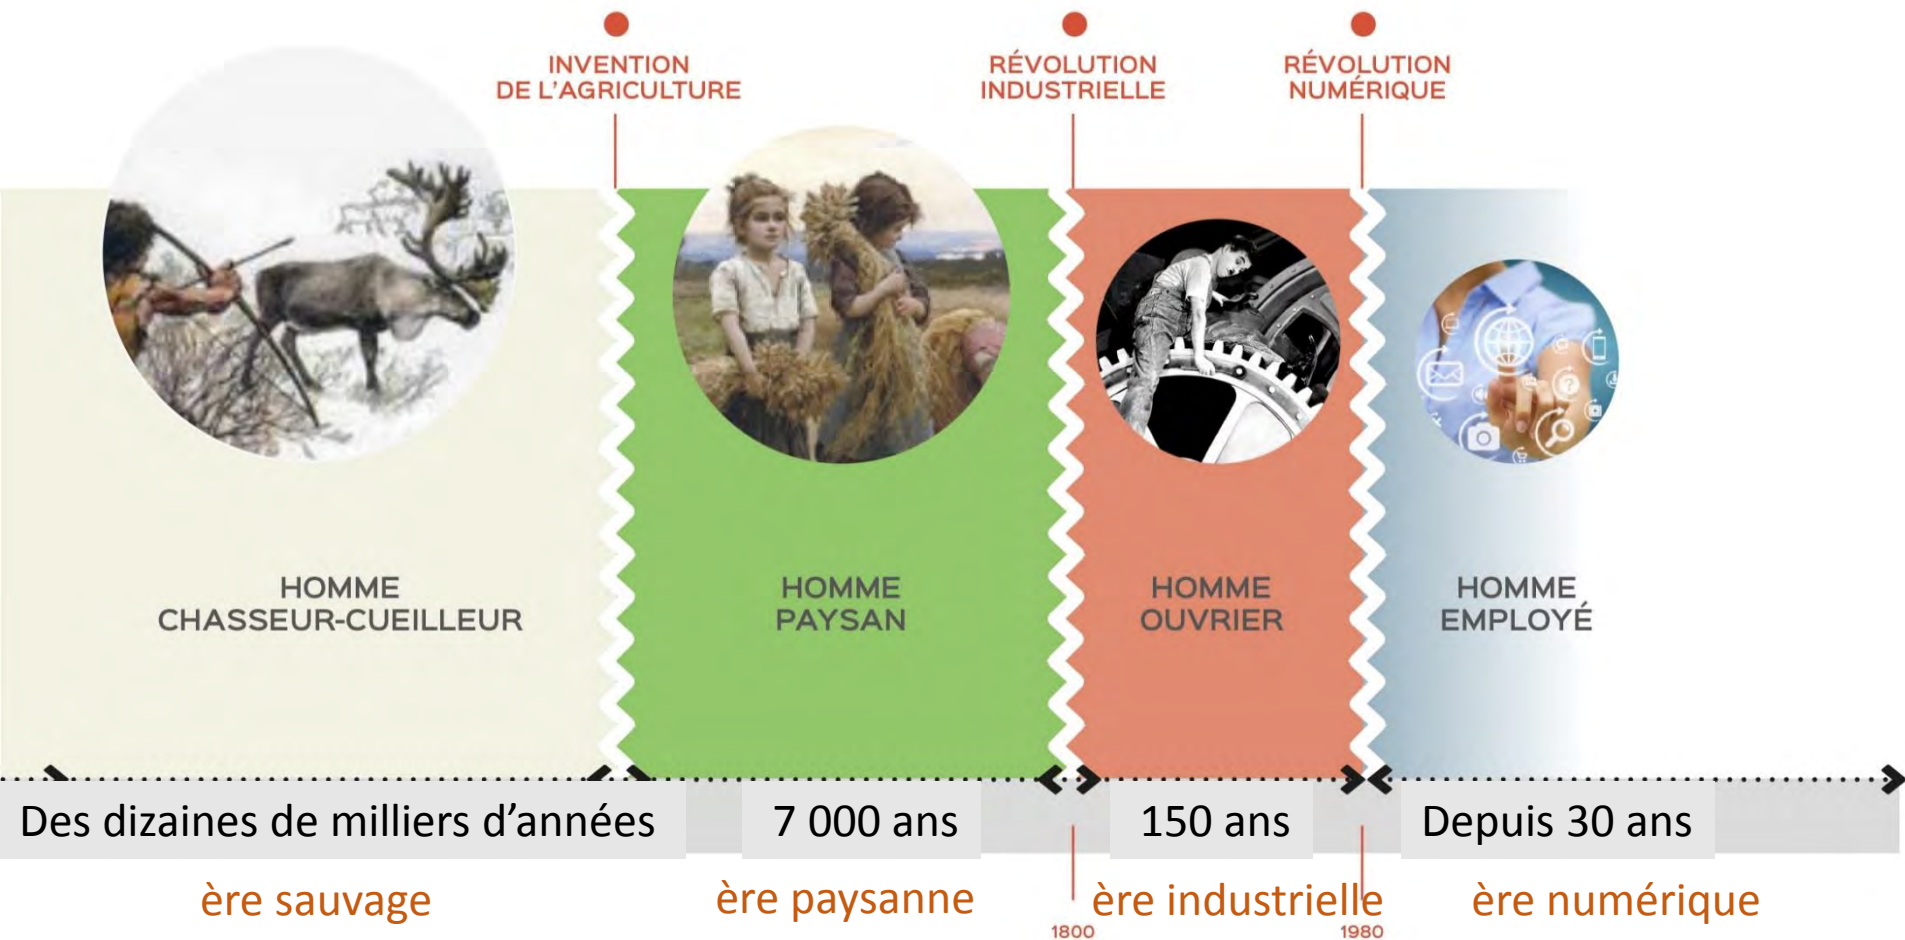 INVENTION
DE L'AGRICULTURE
RÉVOLUTION
INDUSTRIELLE
RÉVOLUTION
NUMÉRIQUE
HOMME
CHASSEUR-CUEILLEUR
HOMME
PAYSAN
HOMME
OUVRIER
HOMME
EMPLOYÉ
Des dizaines de milliers d’années
7 000 ans
150 ans
Depuis 30 ans
ère sauvage
ère paysanne
ère industrielle
ère numérique
1800
1980